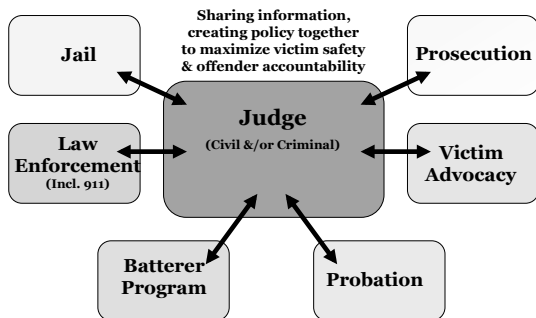 Sharing information,
creating policy together
to maximize victim safety
& offender accountability
Jail
Prosecution
Judge
(Civil &/or Criminal)
Law
Enforcement
(Incl. 911)
Victim
Advocacy
Batterer
Program
Probation